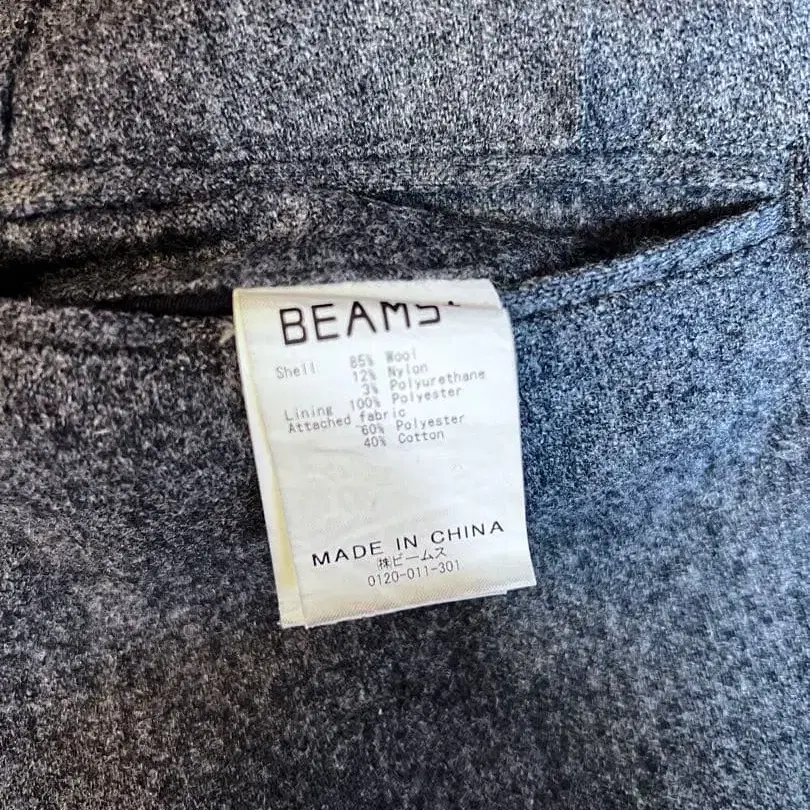 BEAMS+
Shell 85% Wool
12% Nylon
3% Polyurethane
Lining 100% Polyester
Attached fabric
60% Polyester
40% Cotton
MADE IN CHINA
㈱ビームス
0120-011-301